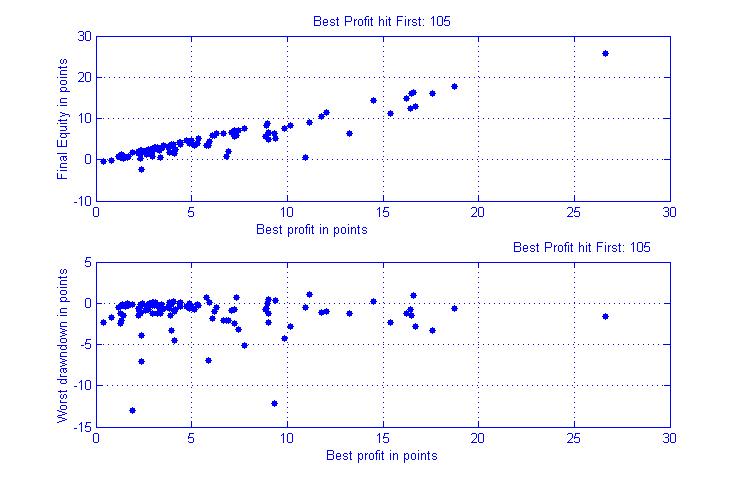 Best Profit hit First: 105
30
20
10
0
-10
Final Equity in points
0 5 10 15 20 25 30
Best profit in points
Best Profit hit First: 105
5
0
-5
-10
-15
Worst drawndown in points
0 5 10 15 20 25 30
Best profit in points